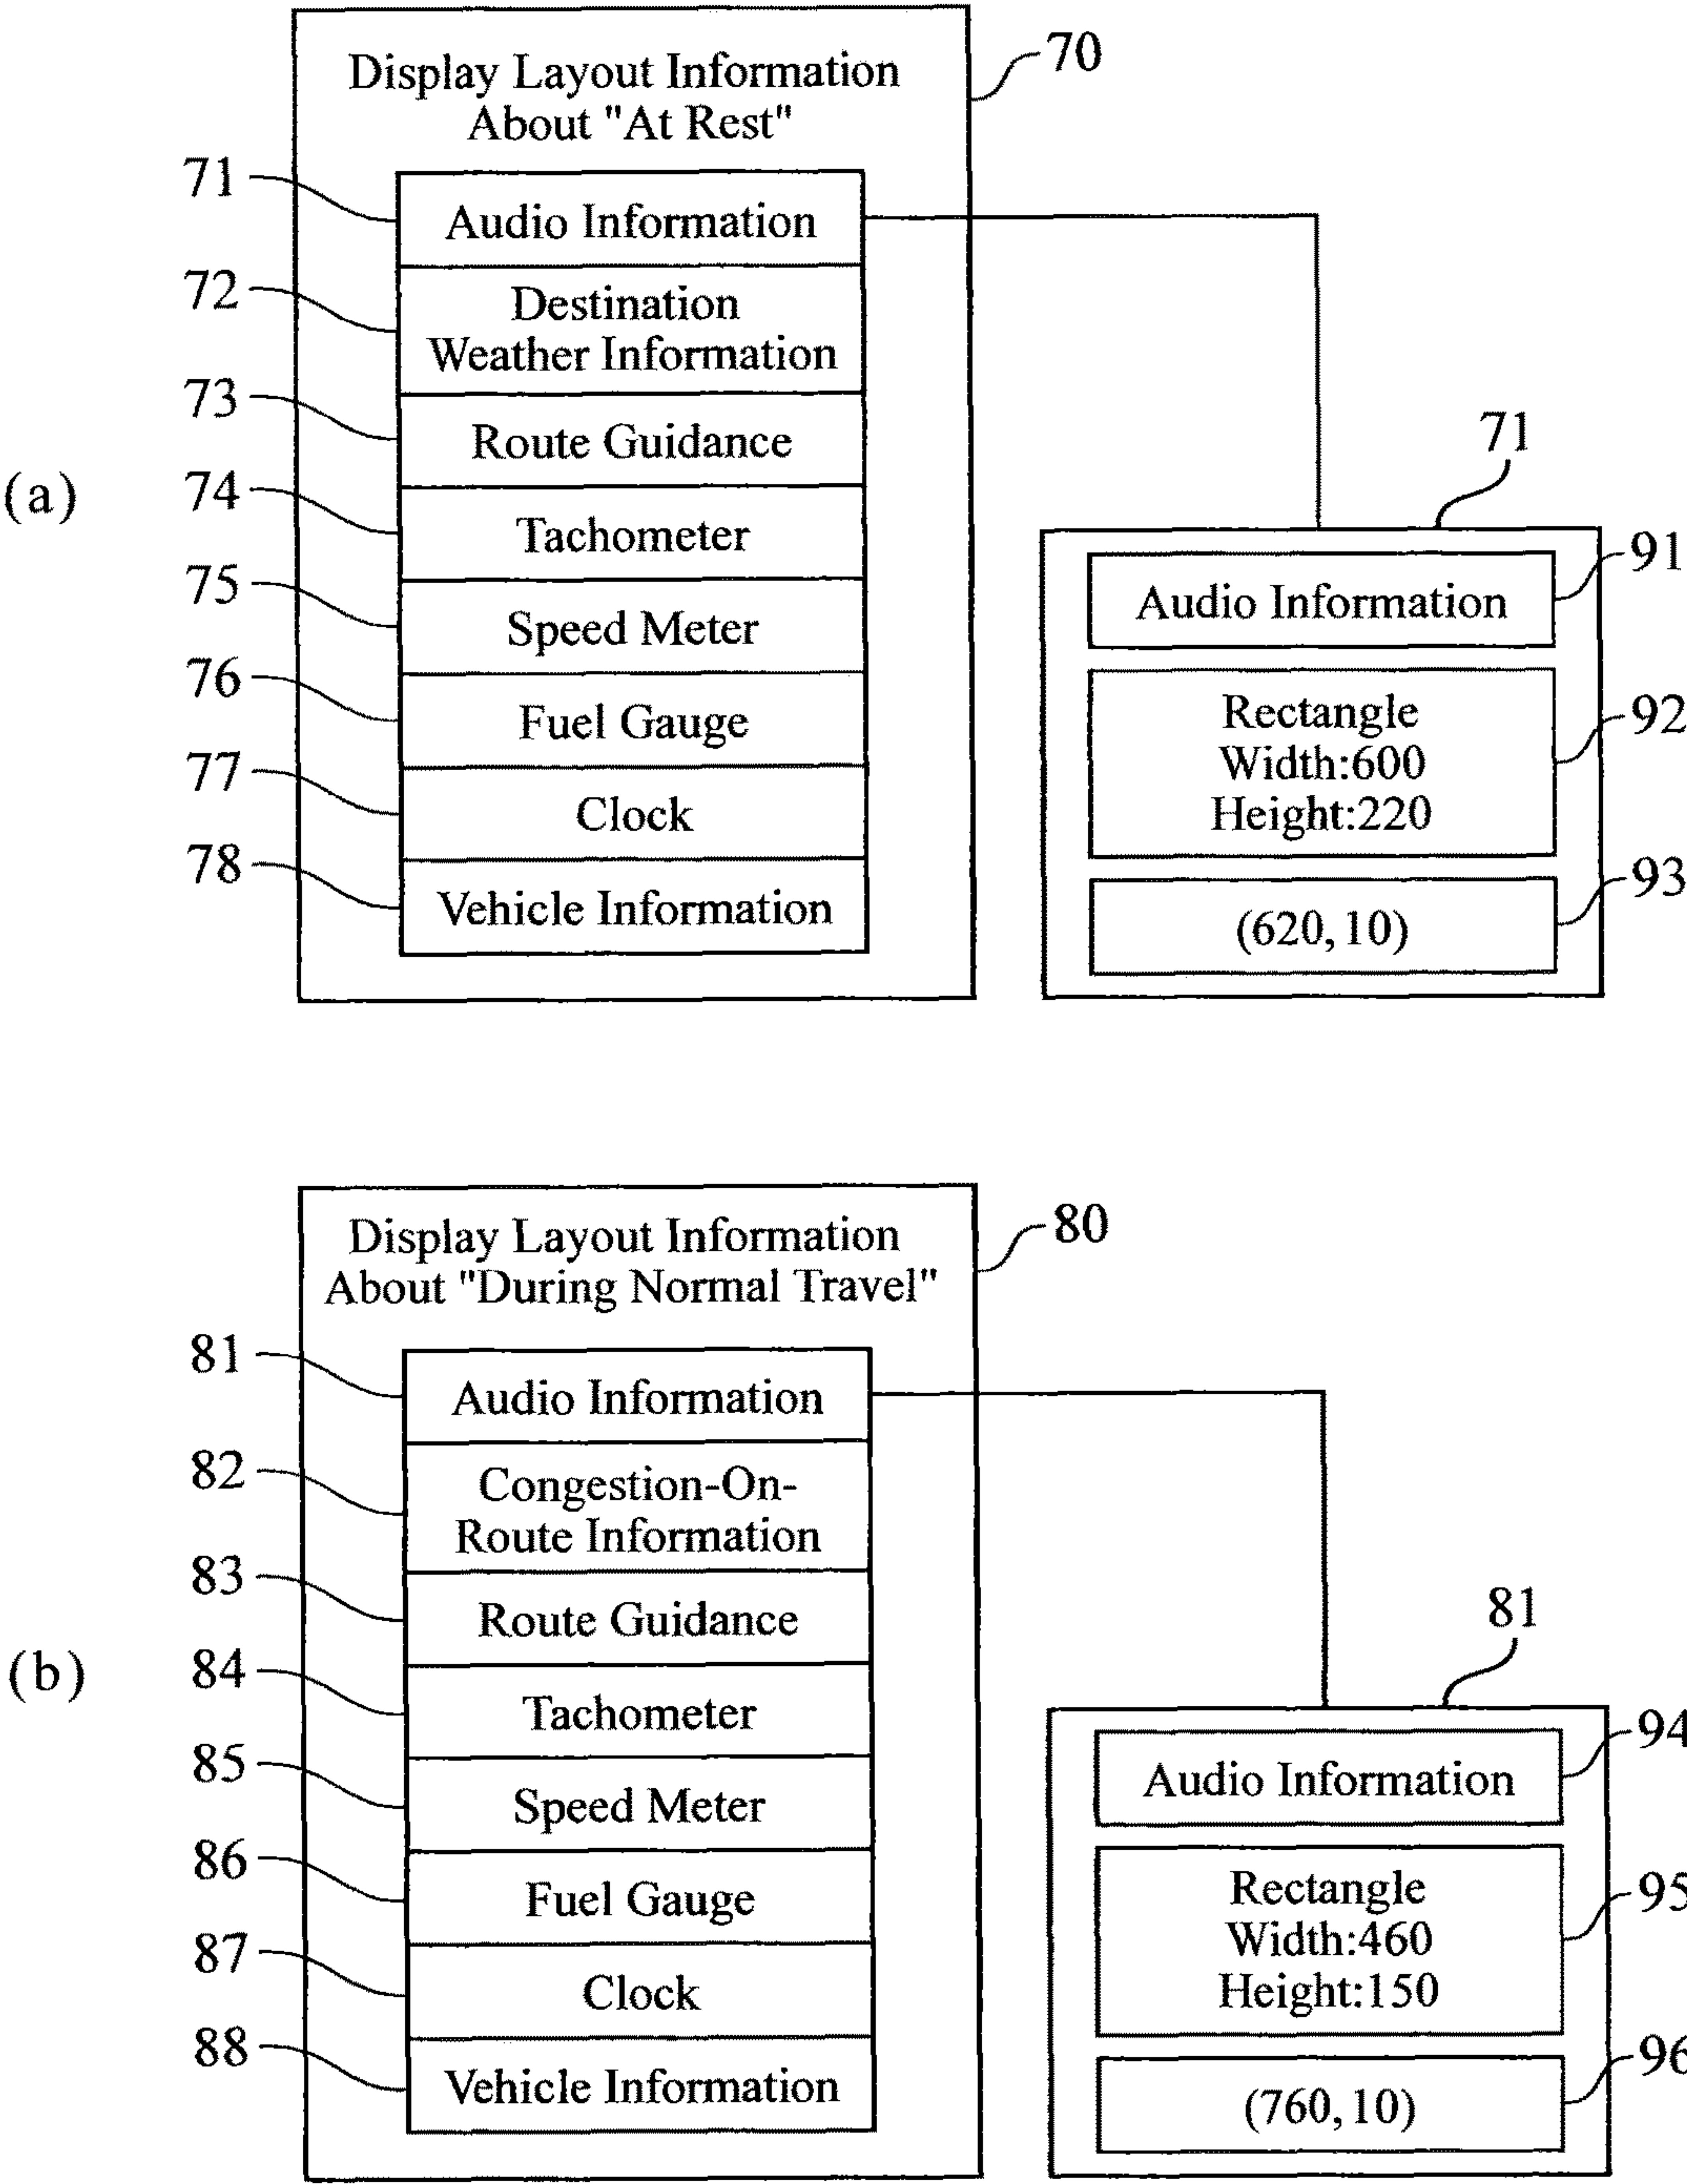 Display Layout Information
About "At Rest"
70
71
Audio Information
72
Destination
Weather Information
73
Route Guidance
(a)
74
Tachometer
75
Speed Meter
76
Fuel Gauge
77
Clock
78
Vehicle Information
71
Audio Information
91
Rectangle
Width:600
Height:220
92
(620, 10)
93
Display Layout Information
About "During Normal Travel"
80
81
Audio Information
82
Congestion-On-
Route Information
83
Route Guidance
(b)
84
Tachometer
85
Speed Meter
86
Fuel Gauge
87
Clock
88
Vehicle Information
81
Audio Information
94
Rectangle
Width:460
Height:150
95
(760, 10)
96